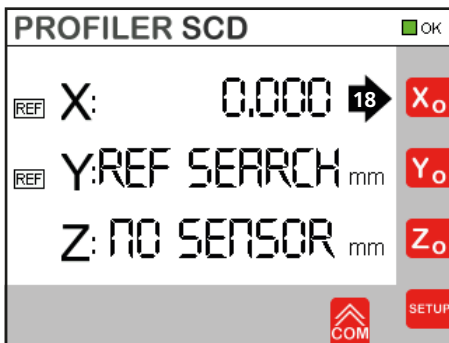 PROFILER SCD OK
REF X: 0.000 18 X0
REF Y: REF SEARCH mm Y0
Z: NO SENSOR mm Z0
COM SETUP